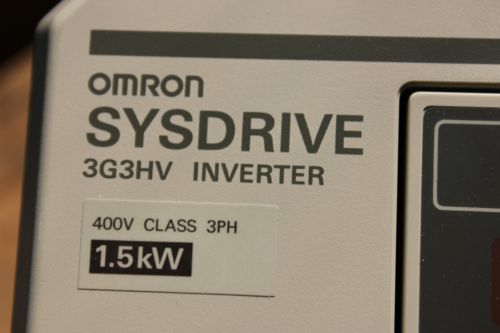 OMRON
SYSDRIVE
3G3HV INVERTER
400V CLASS 3PH
1.5kW